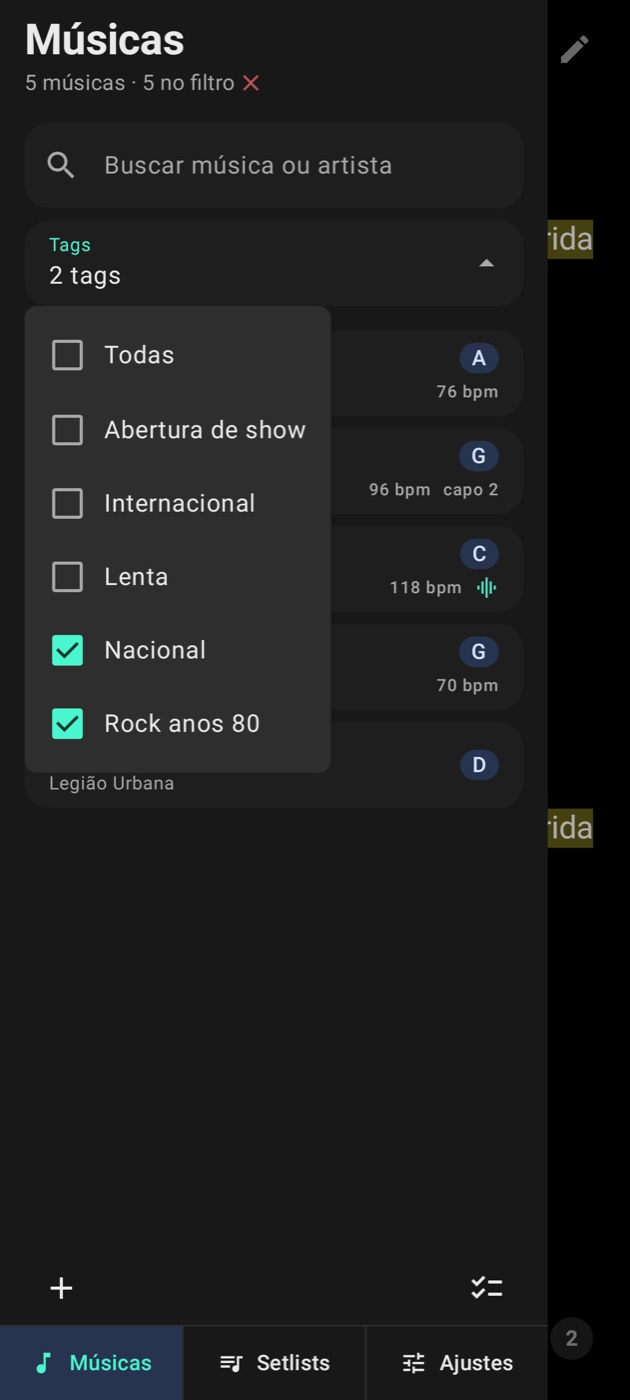 Músicas
5 músicas · 5 no filtro
Buscar música ou artista
rida
Tags
2 tags
Todas
A
76 bpm
Abertura de show
G
96 bpm capo 2
Internacional
C
118 bpm
Lenta
Nacional
G
70 bpm
Rock anos 80
D
Legião Urbana
rida
2
Músicas
Setlists
Ajustes